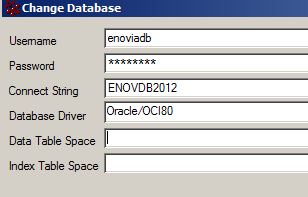 Change Database
Username enoviadb
Password ********
Connect String ENOVDB2012
Database Driver Oracle/OCI80
Data Table Space
Index Table Space